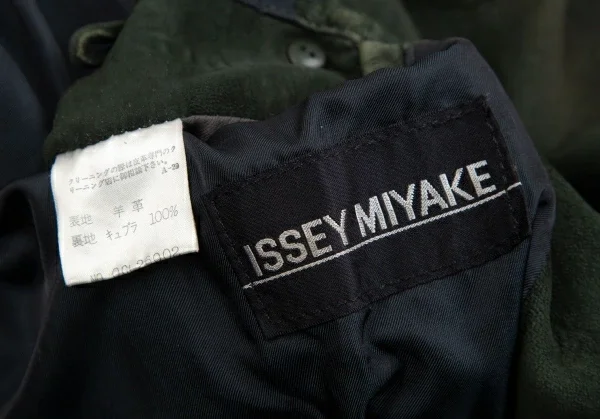 クリーニングの際は皮革専門のク
リーニング店に御相談下さい。
A-29
表地 羊革
裏地 キュプラ 100%
ISSEY MIYAKE